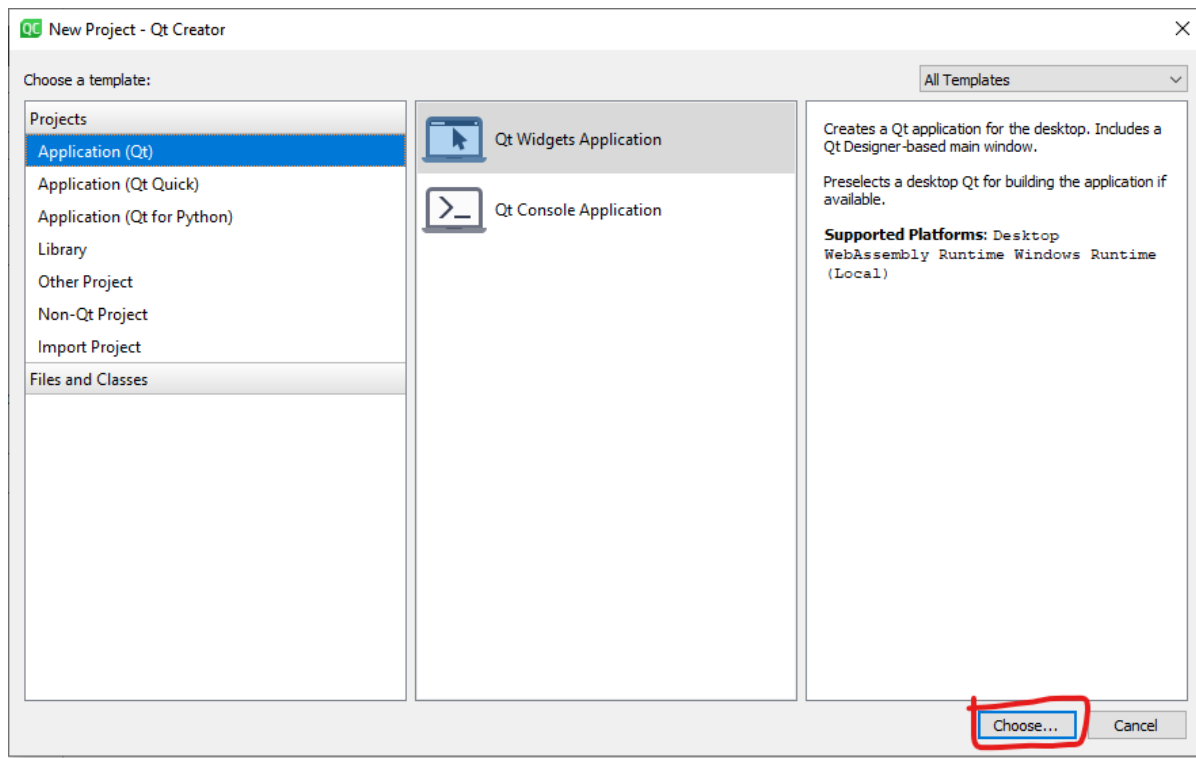 QC New Project - Qt Creator
Choose a template:
All Templates
Projects
Application (Qt)
Application (Qt Quick)
Application (Qt for Python)
Library
Other Project
Non-Qt Project
Import Project
Files and Classes
Qt Widgets Application
>_ Qt Console Application
Creates a Qt application for the desktop. Includes a
Qt Designer-based main window.
Preselects a desktop Qt for building the application if
available.
Supported Platforms: Desktop
WebAssembly Runtime Windows Runtime
(Local)
Choose...
Cancel